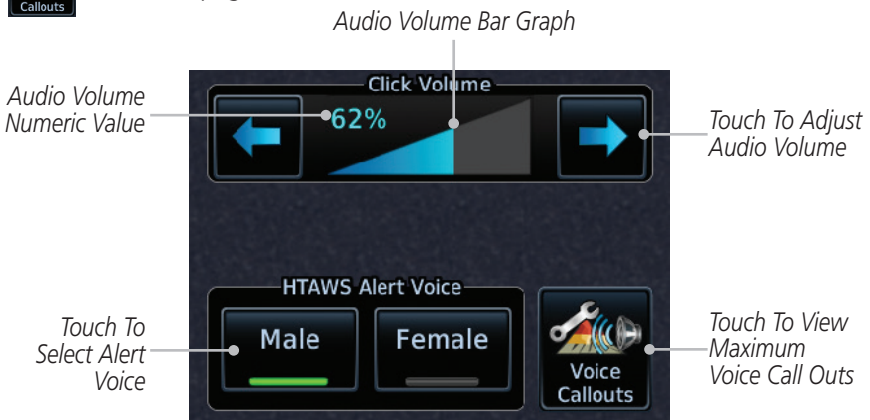 Callouts
Audio Volume Bar Graph
Click Volume
Audio Volume
Numeric Value
62%
Touch To Adjust
Audio Volume
HTAWS Alert Voice
Touch To
Select Alert
Voice
Male
Female
Voice
Callouts
Touch To View
Maximum
Voice Call Outs